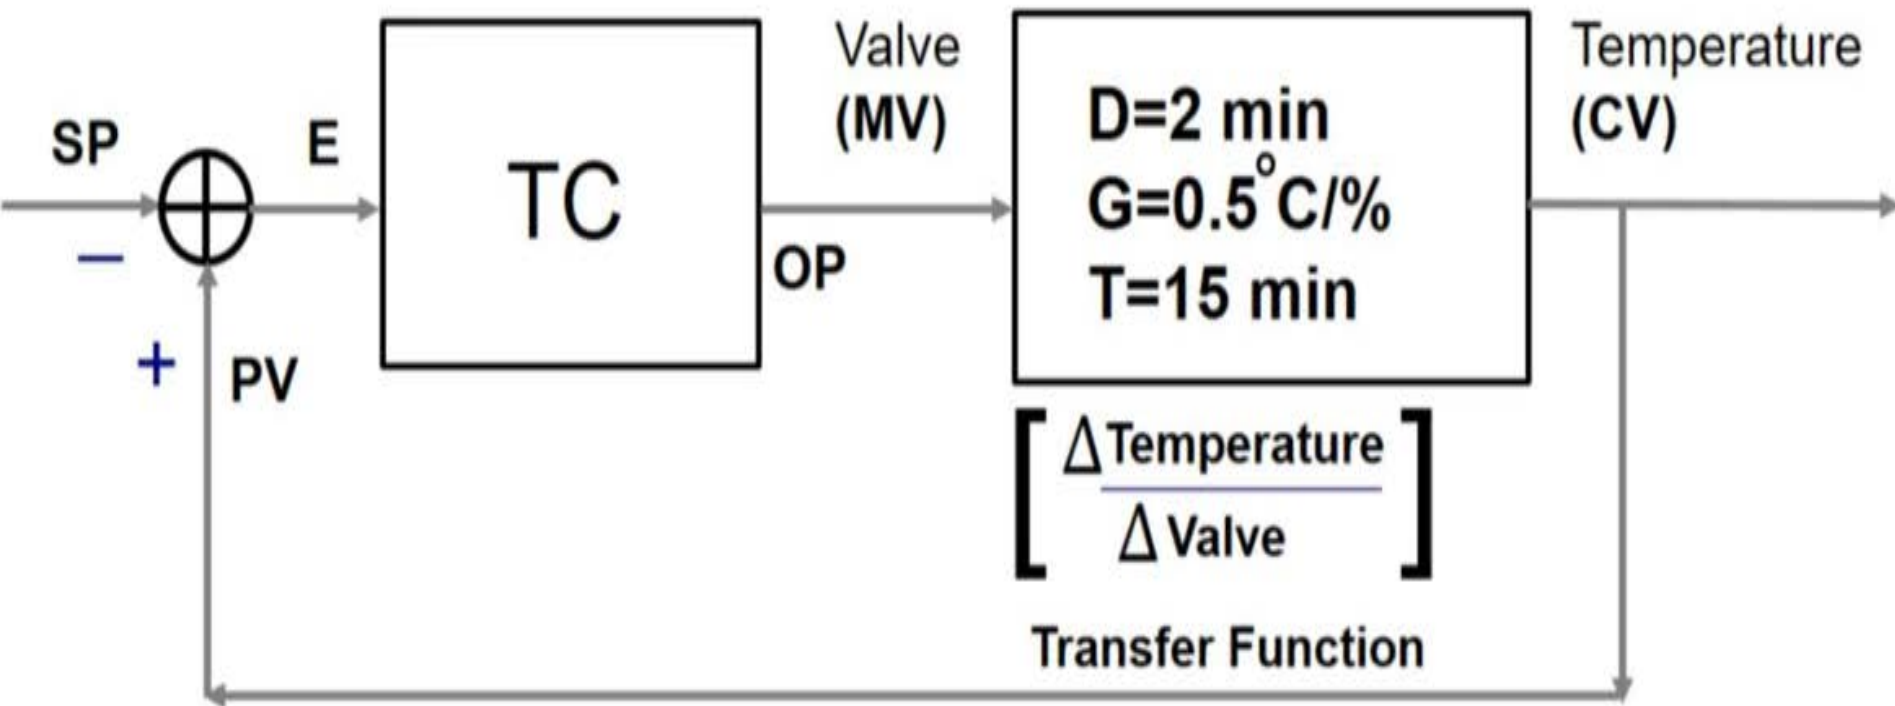 SP
−
E
+
PV
TC
Valve
(MV)
OP
D=2 min
G=0.5°C/%
T=15 min
Temperature
(CV)
[ΔTemperature
ΔValve]
Transfer Function